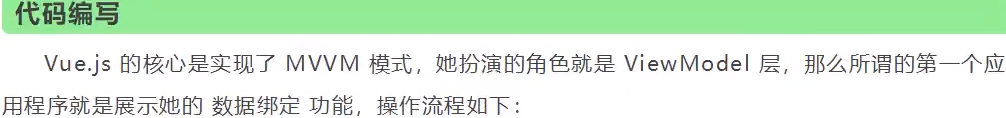 代码编写
Vue.js 的核心是实现了 MVVM 模式，她扮演的角色就是 ViewModel 层，那么所谓的第一个应
用程序就是展示她的 数据绑定 功能，操作流程如下：